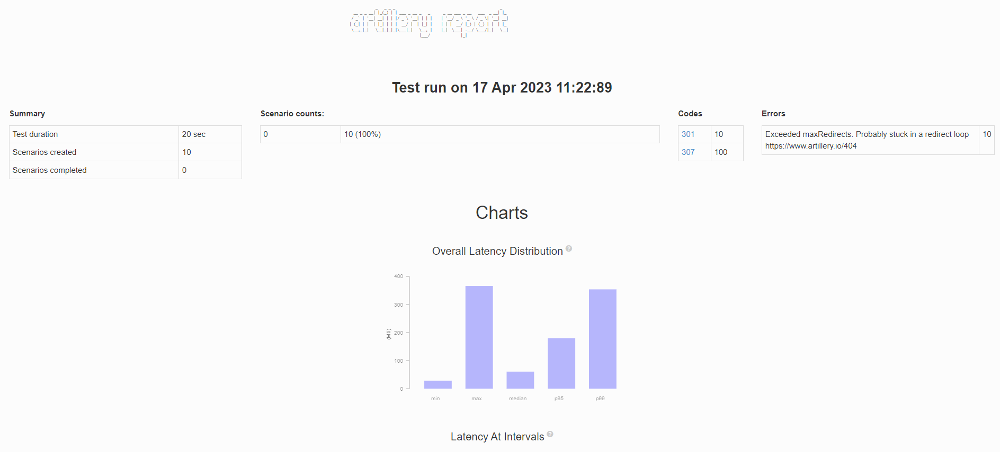 artillery report
Test run on 17 Apr 2023 11:22:89
Summary
Test duration 20 sec
Scenarios created 10
Scenarios completed 0
Scenario counts:
0 10 (100%)
Codes
301 10
307 100
Errors
Exceeded maxRedirects. Probably stuck in a redirect loop 10
https://www.artillery.io/404
Charts
Overall Latency Distribution ?
400
300
200
100
0
(MS)
min max median p95 p99
Latency At Intervals ?